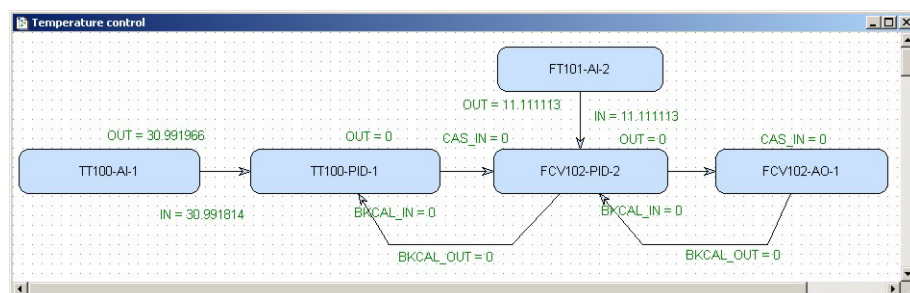 Temperature control
FT101-AI-2
OUT = 11.111113
IN = 11.111113
OUT = 30.991966
OUT = 0
CAS_IN = 0
OUT = 0
CAS_IN = 0
TT100-AI-1
TT100-PID-1
FCV102-PID-2
FCV102-AO-1
IN = 30.991814
BKCAL_IN = 0
BKCAL_IN = 0
BKCAL_OUT = 0
BKCAL_OUT = 0